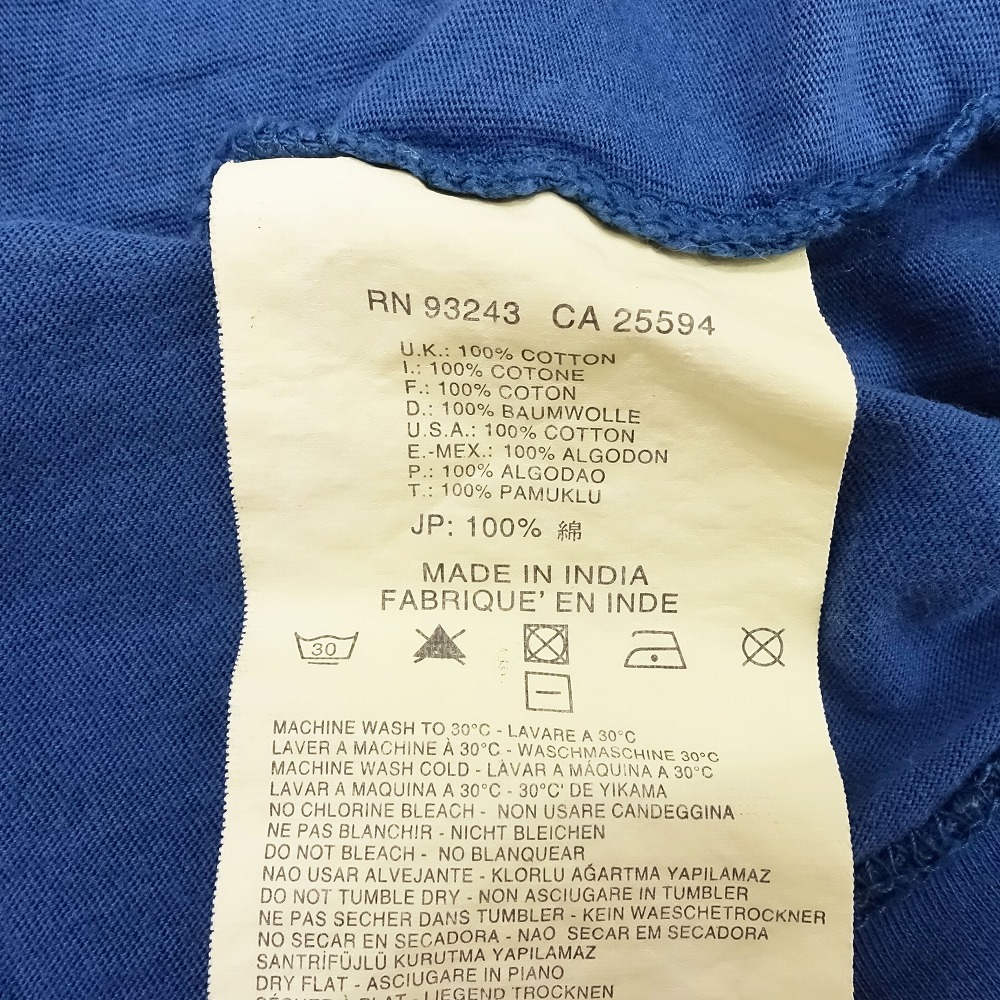 RN 93243 CA 25594
U.K.: 100% COTTON
I.: 100% COTONE
F.: 100% COTON
D.: 100% BAUMWOLLE
U.S.A.: 100% COTTON
E.-MEX.: 100% ALGODON
P.: 100% ALGODAO
T.: 100% PAMUKLU
JP: 100% 綿
MADE IN INDIA
FABRIQUE' EN INDE
30
MACHINE WASH TO 30°C - LAVARE A 30°C
LAVER A MACHINE À 30°C - WASCHMASCHINE 30°C
MACHINE WASH COLD - LÀVAR A MÁQUINA A 30°C
LAVAR A MAQUINA A 30°C - 30°C' DE YIKAMA
NO CHLORINE BLEACH - NON USARE CANDEGGINA
NE PAS BLANCHIR - NICHT BLEICHEN
DO NOT BLEACH - NO BLANQUEAR
NAO USAR ALVEJANTE - KLORLU AĞARTMA YAPILAMAZ
DO NOT TUMBLE DRY - NON ASCIUGARE IN TUMBLER
NE PAS SECHER DANS TUMBLER - KEIN WAESCHETROCKNER
NO SECAR EN SECADORA - NAO SECAR EM SECADORA
SANTRİFÜJLÜ KURUTMA YAPILAMAZ
DRY FLAT - ASCIUGARE IN PIANO
SÉCHER À PLAT - LIEGEND TROCKNEN